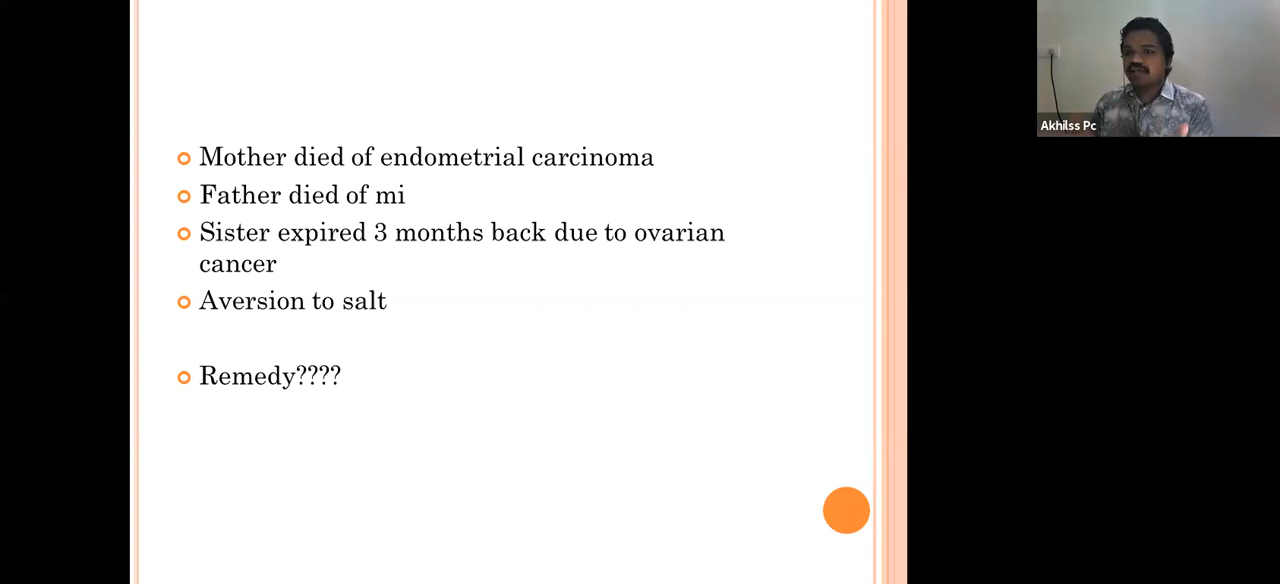 Mother died of endometrial carcinoma
Father died of mi
Sister expired 3 months back due to ovarian
cancer
Aversion to salt
Remedy????
Akhilss Pc